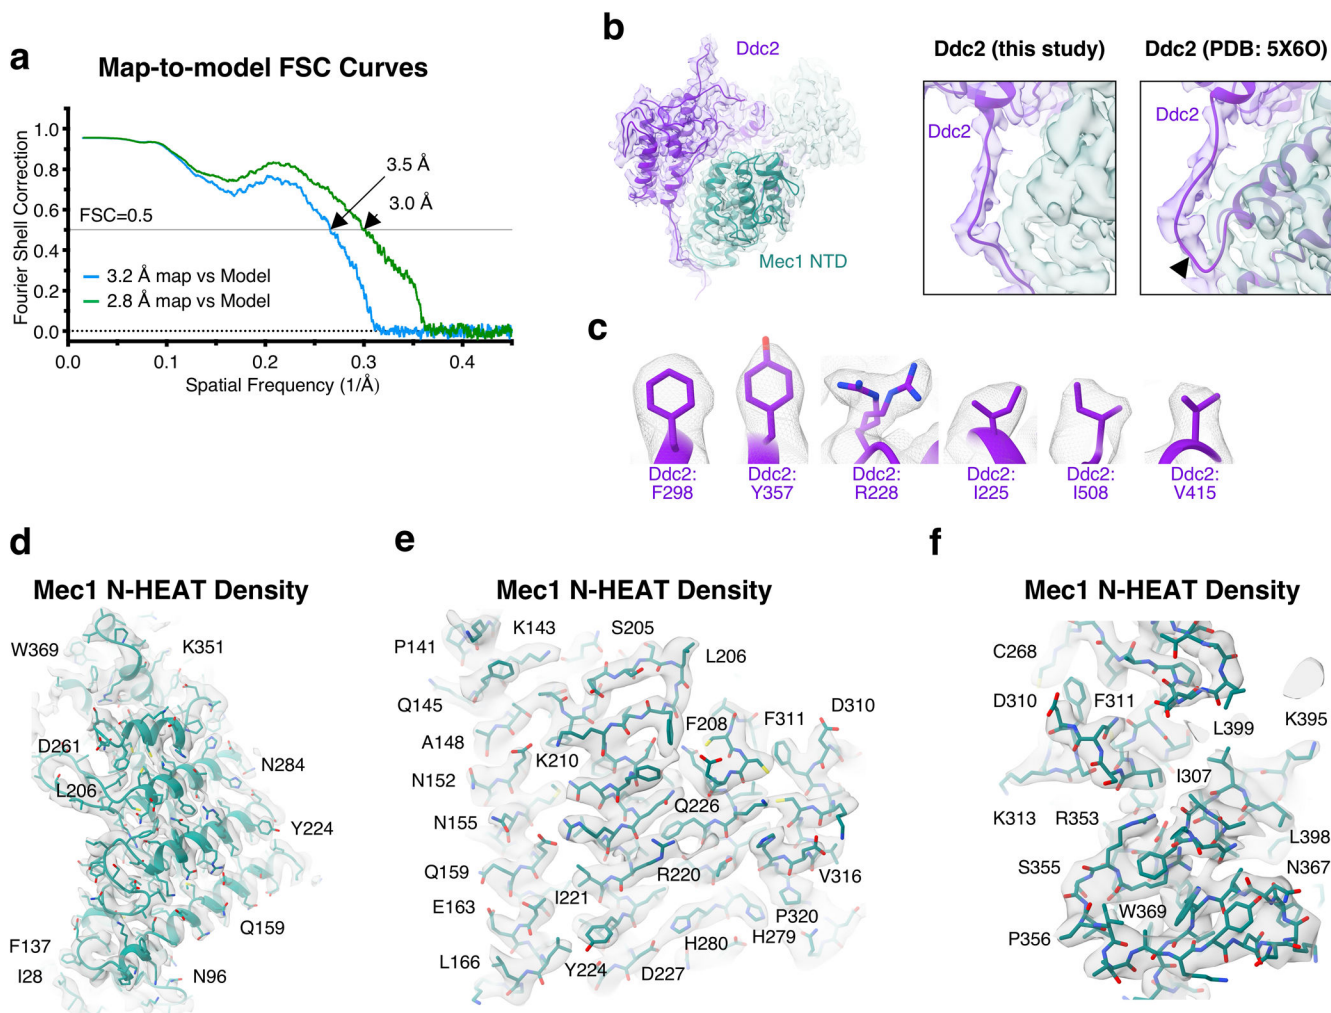 a
Map-to-model FSC Curves
Fourier Shell Correction
1.0
0.8
0.6
0.4
0.2
0.0
FSC=0.5
3.5 Å
3.0 Å
3.2 Å map vs Model
2.8 Å map vs Model
0.0 0.1 0.2 0.3 0.4
Spatial Frequency (1/Å)
b
Ddc2
Mec1 NTD
Ddc2 (this study)
Ddc2
Ddc2 (PDB: 5X6O)
Ddc2
c
Ddc2:
F298
Ddc2:
Y357
Ddc2:
R228
Ddc2:
I225
Ddc2:
I508
Ddc2:
V415
d
Mec1 N-HEAT Density
W369
K351
D261
N284
L206
Y224
Q159
F137
I28
N96
e
Mec1 N-HEAT Density
P141
K143
S205
L206
Q145
F208
F311
D310
A148
K210
N152
Q226
N155
Q159
R220
V316
I221
E163
P320
H280
H279
L166
Y224
D227
f
Mec1 N-HEAT Density
C268
D310
F311
K395
L399
I307
K313
R353
L398
S355
N367
W369
P356